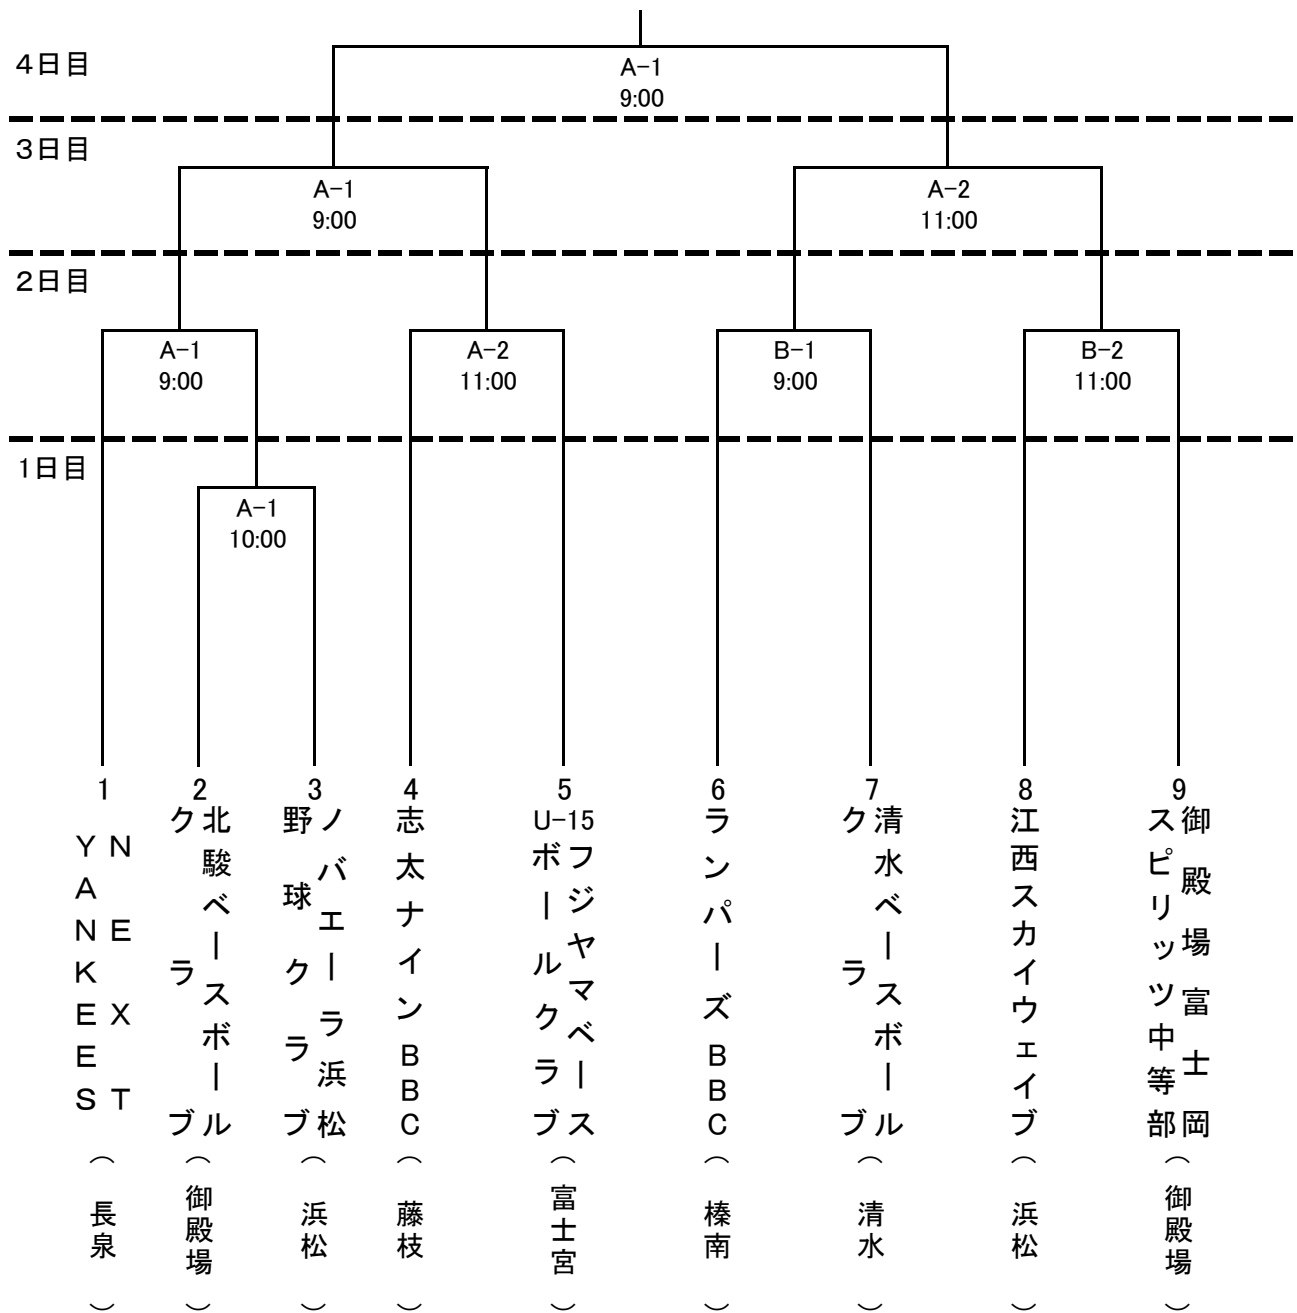 4日目
A-1
9:00
3日目
A-1
9:00
A-2
11:00
2日目
A-1
9:00
A-2
11:00
B-1
9:00
B-2
11:00
1日目
A-1
10:00
1
NEXT
YANKEES
（長泉）
2
北駿ベースボール
クラブ
（御殿場）
3
ノバエーラ浜松
野球クラブ
（浜松）
4
志太ナインBBC
（藤枝）
5
U-15
フジヤマベース
ボールクラブ
（富士宮）
6
ランパーズBBC
（榛南）
7
清水ベースボール
クラブ
（清水）
8
江西スカイウェイブ
（浜松）
9
御殿場富士岡
スピリッツ中等部
（御殿場）